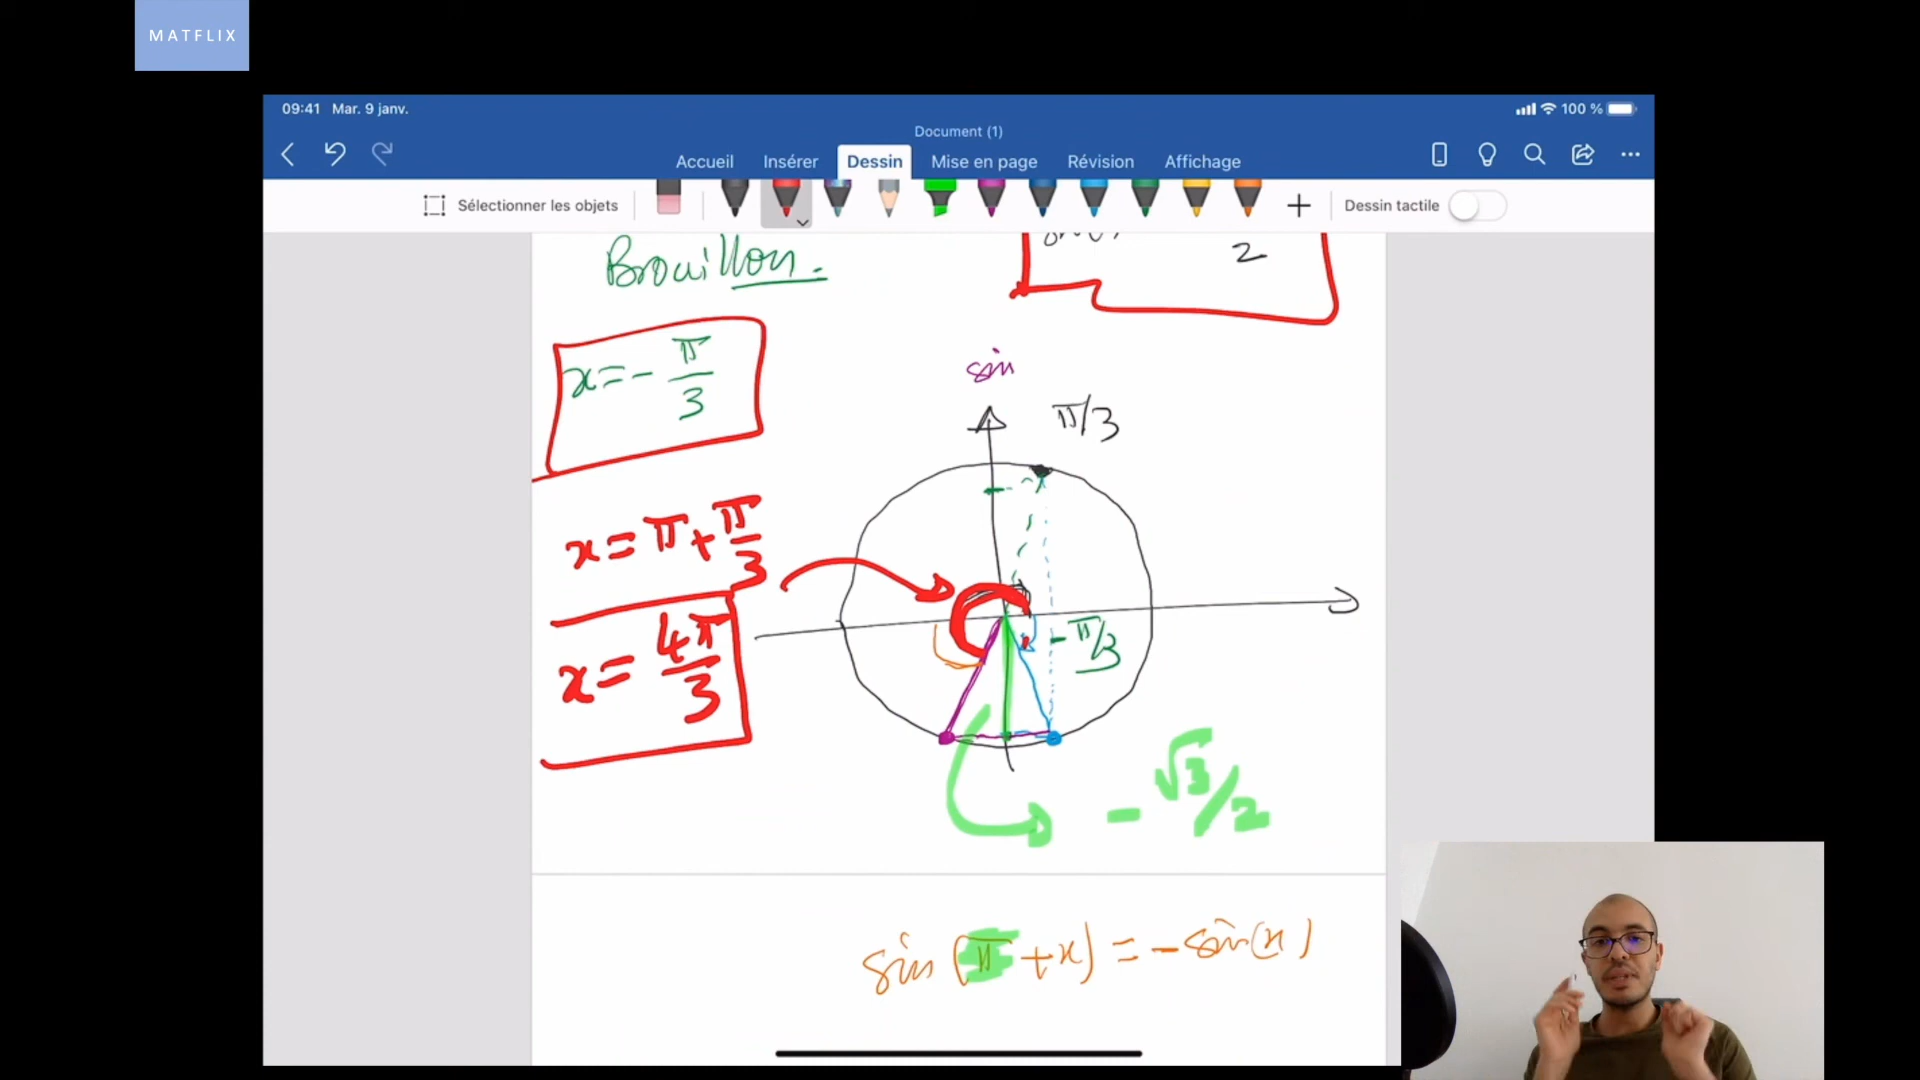 MATFLIX
09:41 Mar. 9 janv.
100 %
Document (1)
Accueil Insérer Dessin Mise en page Révision Affichage
Sélectionner les objets
Dessin tactile
Brouillon.
2
x = - π/3
sin
π/3
x = π + π/3
x = 4π/3
- π/3
- √3/2
sin (π + x) = - sin(x)